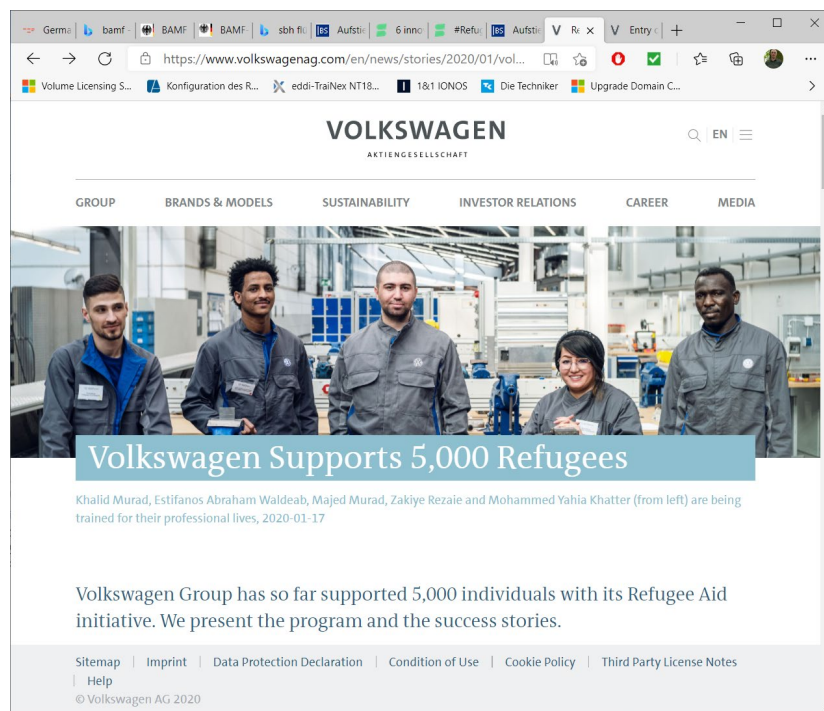 Germa
bamf -
BAMF
BAMF-
sbh flü
Aufstie
6 inno
#Refug
Aufstie
Re
Entry c
https://www.volkswagenag.com/en/news/stories/2020/01/vol...
Volume Licensing S...
Konfiguration des R...
eddi-TraiNex NT18...
1&1 IONOS
Die Techniker
Upgrade Domain C...
VOLKSWAGEN
AKTIENGESELLSCHAFT
EN
GROUP BRANDS & MODELS SUSTAINABILITY INVESTOR RELATIONS CAREER MEDIA
Volkswagen Supports 5,000 Refugees
Khalid Murad, Estifanos Abraham Waldeab, Majed Murad, Zakiye Rezaie and Mohammed Yahia Khatter (from left) are being
trained for their professional lives, 2020-01-17
Volkswagen Group has so far supported 5,000 individuals with its Refugee Aid
initiative. We present the program and the success stories.
Sitemap | Imprint | Data Protection Declaration | Condition of Use | Cookie Policy | Third Party License Notes
| Help
© Volkswagen AG 2020